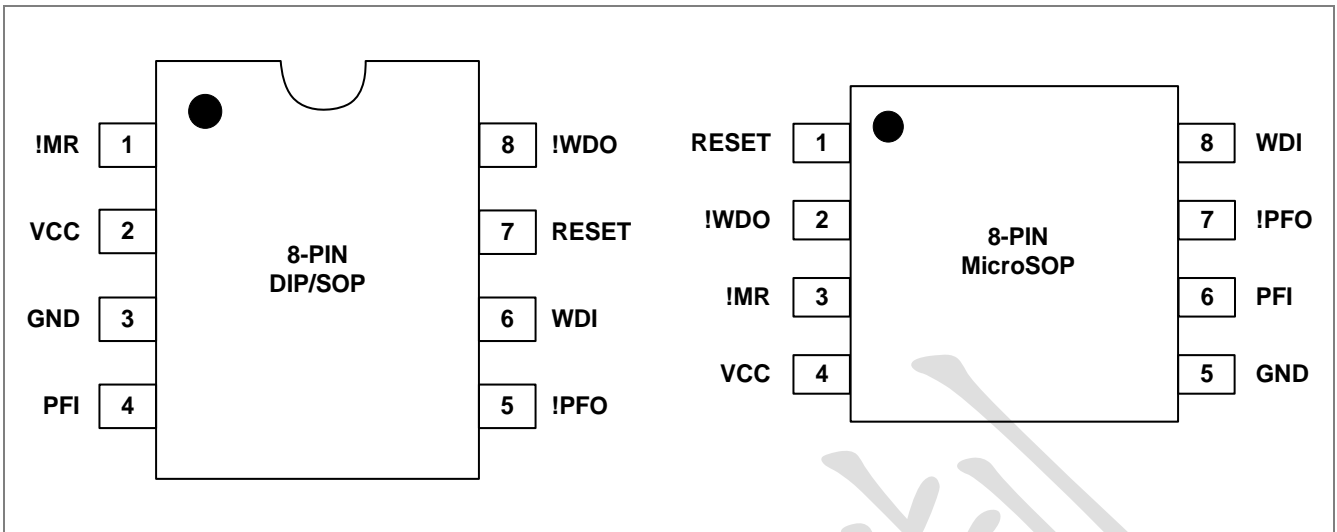 !MR 1
VCC 2
GND 3
PFI 4
8-PIN
DIP/SOP
8 !WDO
7 RESET
6 WDI
5 !PFO
RESET 1
!WDO 2
!MR 3
VCC 4
8-PIN
MicroSOP
8 WDI
7 !PFO
6 PFI
5 GND